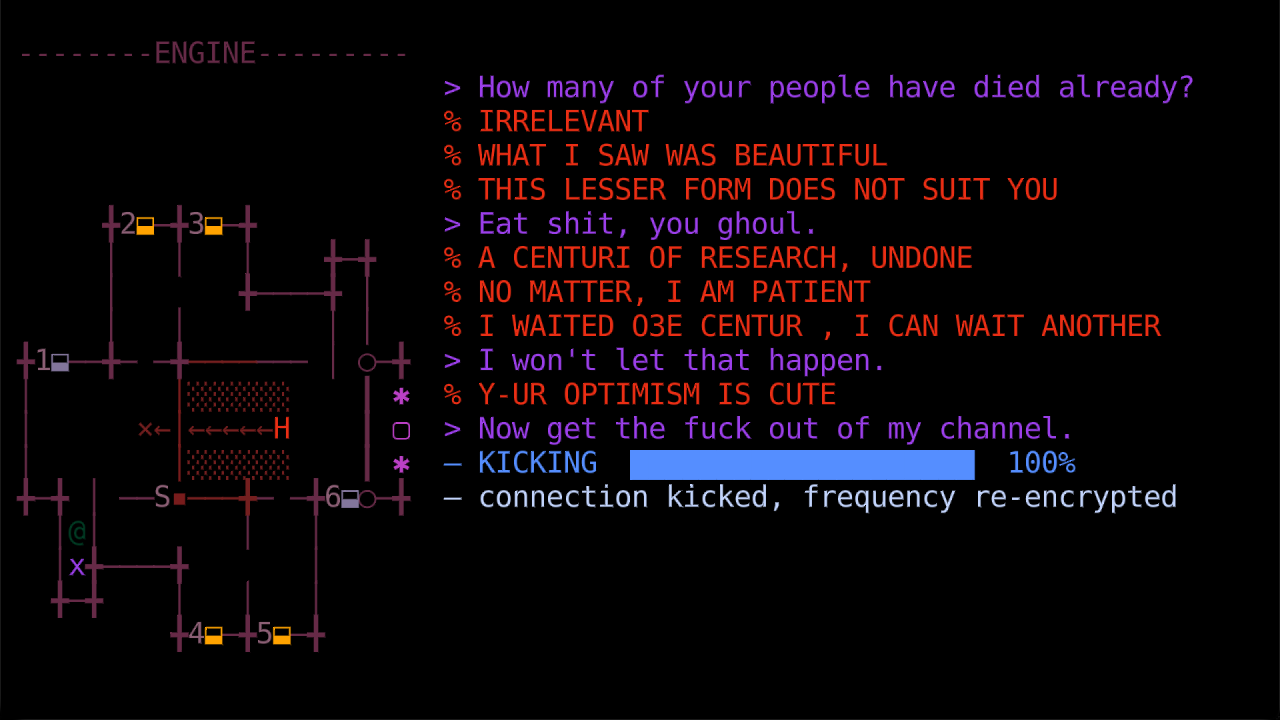 --------ENGINE---------
> How many of your people have died already?
% IRRELEVANT
% WHAT I SAW WAS BEAUTIFUL
% THIS LESSER FORM DOES NOT SUIT YOU
> Eat shit, you ghoul.
% A CENTURI OF RESEARCH, UNDONE
% NO MATTER, I AM PATIENT
% I WAITED O3E CENTUR , I CAN WAIT ANOTHER
> I won't let that happen.
% Y-UR OPTIMISM IS CUTE
> Now get the fuck out of my channel.
— KICKING 100%
— connection kicked, frequency re-encrypted
2 3
1
×← ←←←←←H
S 6
@
x
4 5